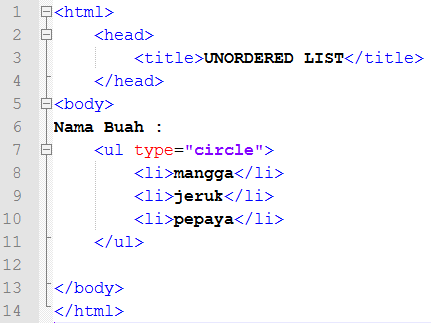 1 <html>
2 <head>
3 <title>UNORDERED LIST</title>
4 </head>
5 <body>
6 Nama Buah :
7 <ul type="circle">
8 <li>mangga</li>
9 <li>jeruk</li>
10 <li>pepaya</li>
11 </ul>
12
13 </body>
14 </html>